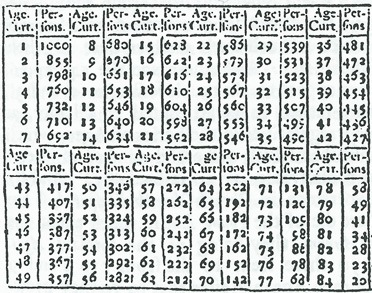 Age. Per- Age. Per- Age. Per- Age. Per- Age. Per- Age. Per-
Curt. ſons. Curt. ſons. Curt. ſons. Curt. ſons. Curt. ſons. Curt. ſons.
1 1000 8 680 15 628 22 586 29 539 36 481
2 855 9 670 16 622 23 579 30 531 37 472
3 798 10 661 17 616 24 573 31 523 38 463
4 760 11 653 18 610 25 567 32 515 39 454
5 732 12 646 19 604 26 560 33 507 40 445
6 710 13 640 20 598 27 553 34 499 41 436
7 692 14 634 21 592 28 546 35 490 42 427
Age. Per- Age. Per- Age. Per- Age Per- Age. Per- Age. Per-
Curt. ſons. Curt. ſons. Curt. ſons. Curt. ſons. Curt. ſons. Curt. ſons.
43 417 50 346 57 272 64 202 71 131 78 58
44 407 51 335 58 262 65 192 72 120 79 49
45 397 52 324 59 252 66 182 73 109 80 41
46 387 53 313 60 242 67 172 74 98 81 34
47 377 54 302 61 232 68 162 75 88 82 28
48 367 55 292 62 222 69 152 76 78 83 23
49 357 56 282 63 212 70 142 77 68 84 20